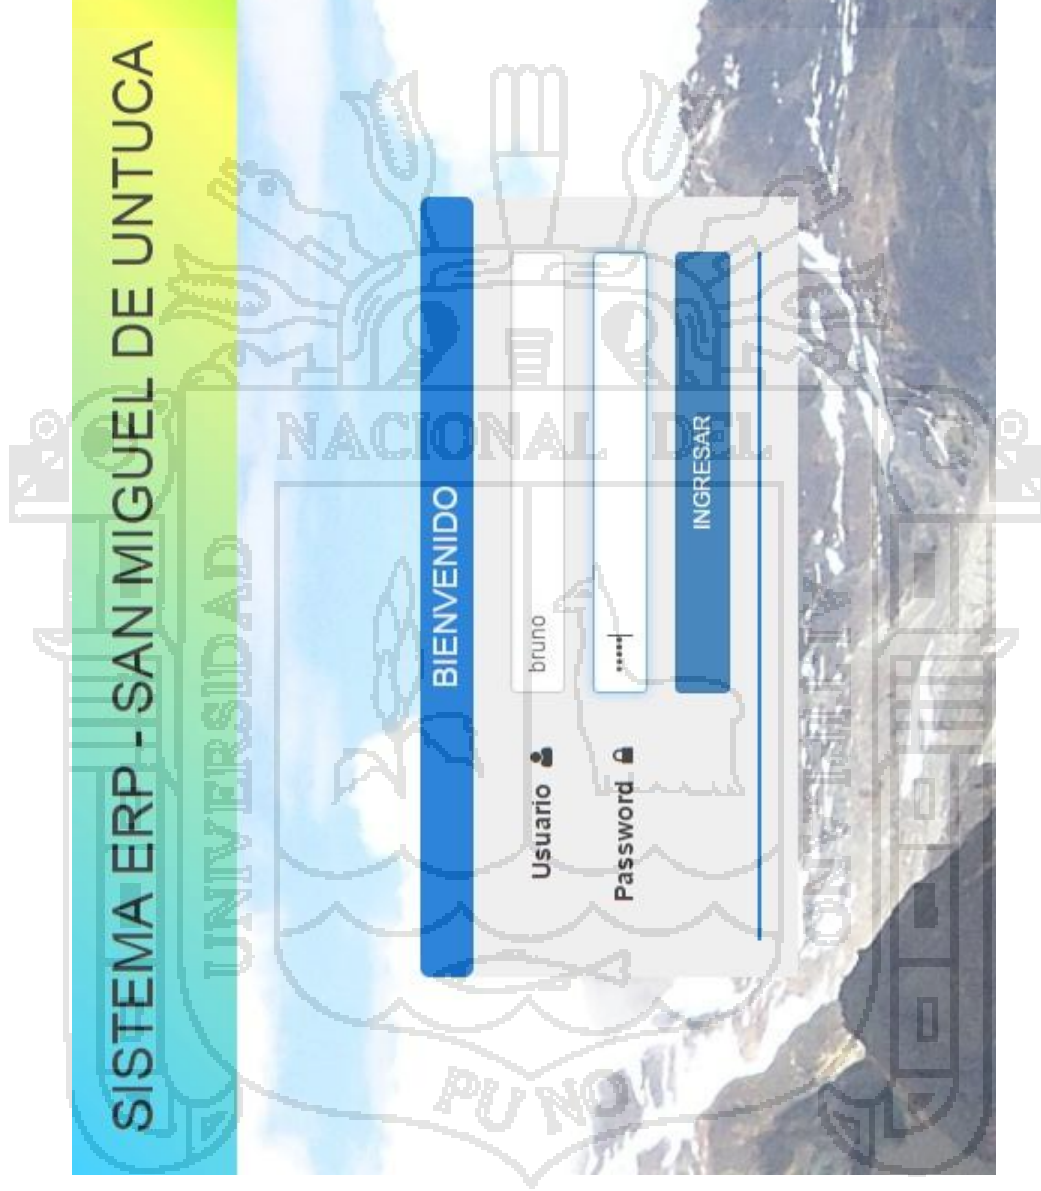 SISTEMA ERP - SAN MIGUEL DE UNTUCA
BIENVENIDO
Usuario bruno
Password •••••
INGRESAR
UNIVERSIDAD
NACIONAL DEL
PUNO